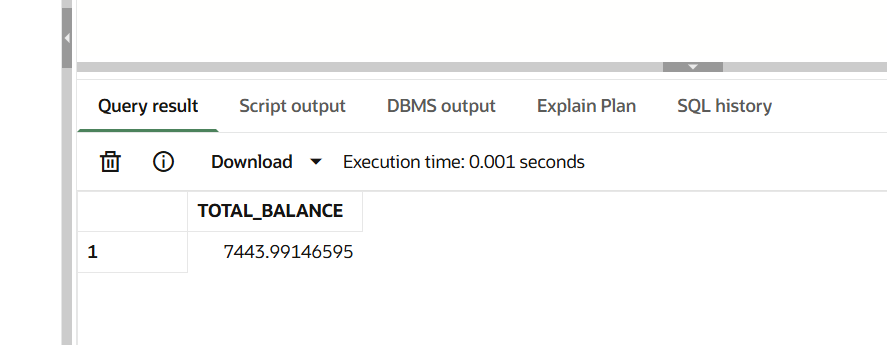 Query result Script output DBMS output Explain Plan SQL history
Download Execution time: 0.001 seconds
TOTAL_BALANCE
1 7443.99146595